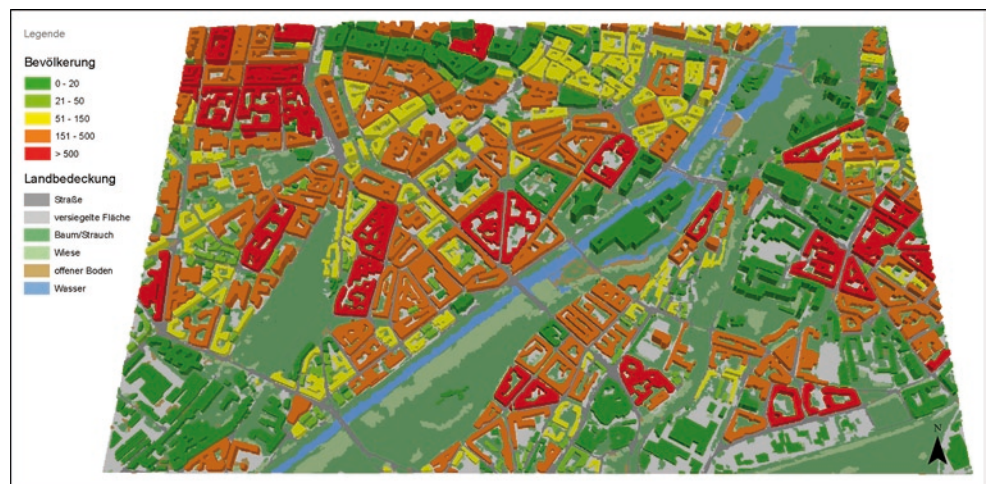 Legende
Bevölkerung
0 - 20
21 - 50
51 - 150
151 - 500
> 500
Landbedeckung
Straße
versiegelte Fläche
Baum/Strauch
Wiese
offener Boden
Wasser
N